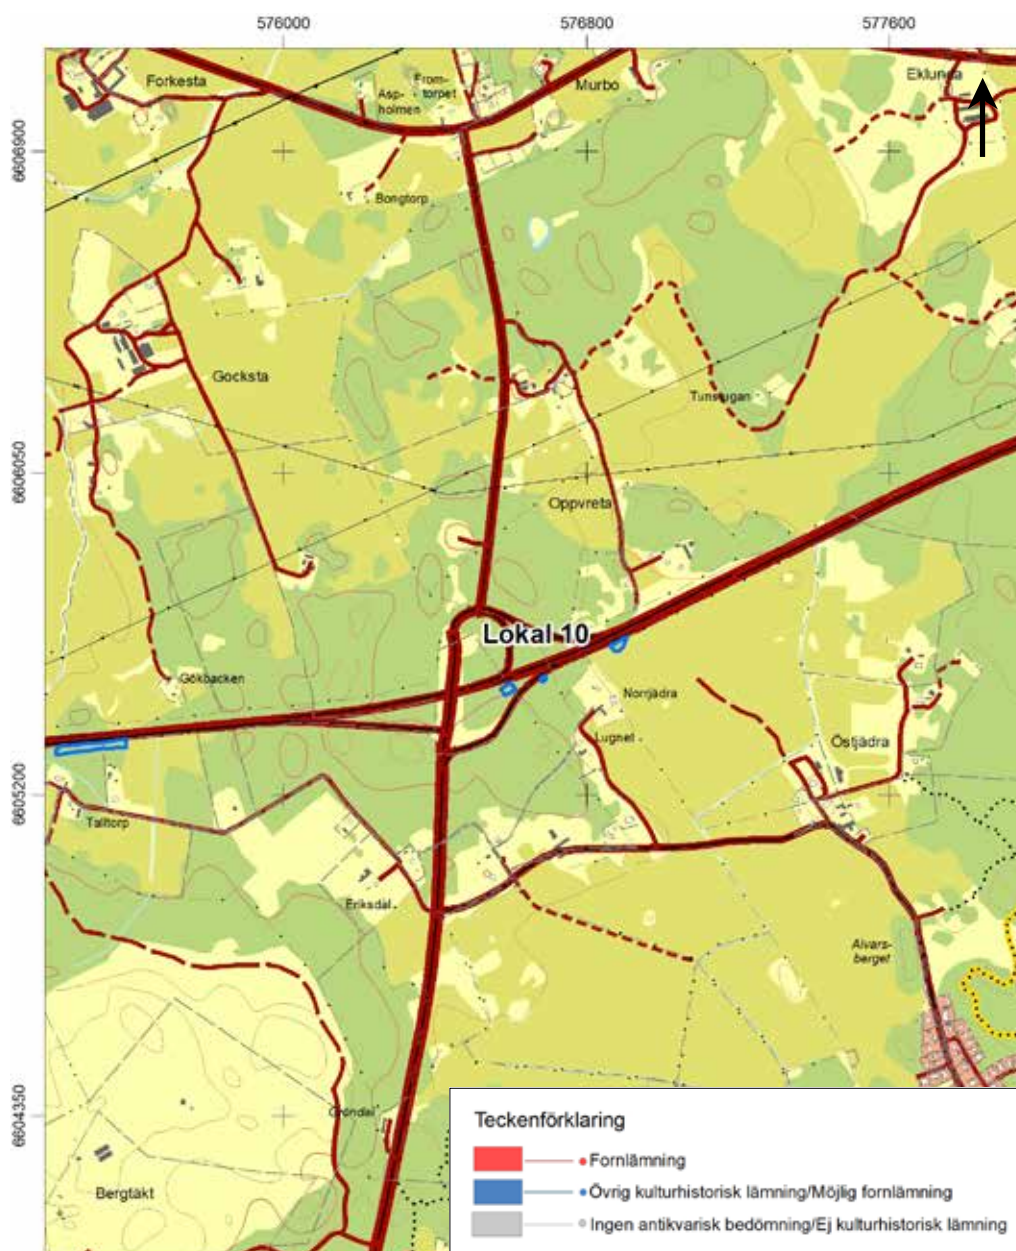 576000
576800
577600
Forkesta
Asp-
holmen
From-
torpet
Murbo
Eklunda
6606900
Bongtorp
Gocksta
Tunstugan
6606050
Oppvreta
Lokal 10
Gökbacken
Norrjädra
Lugnet
Östjädra
6605200
Talltorp
Eriksdal
Alvars-
berget
6604350
Gröndal
Bergtäkt
Teckenförklaring
Fornlämning
Övrig kulturhistorisk lämning/Möjlig fornlämning
Ingen antikvarisk bedömning/Ej kulturhistorisk lämning